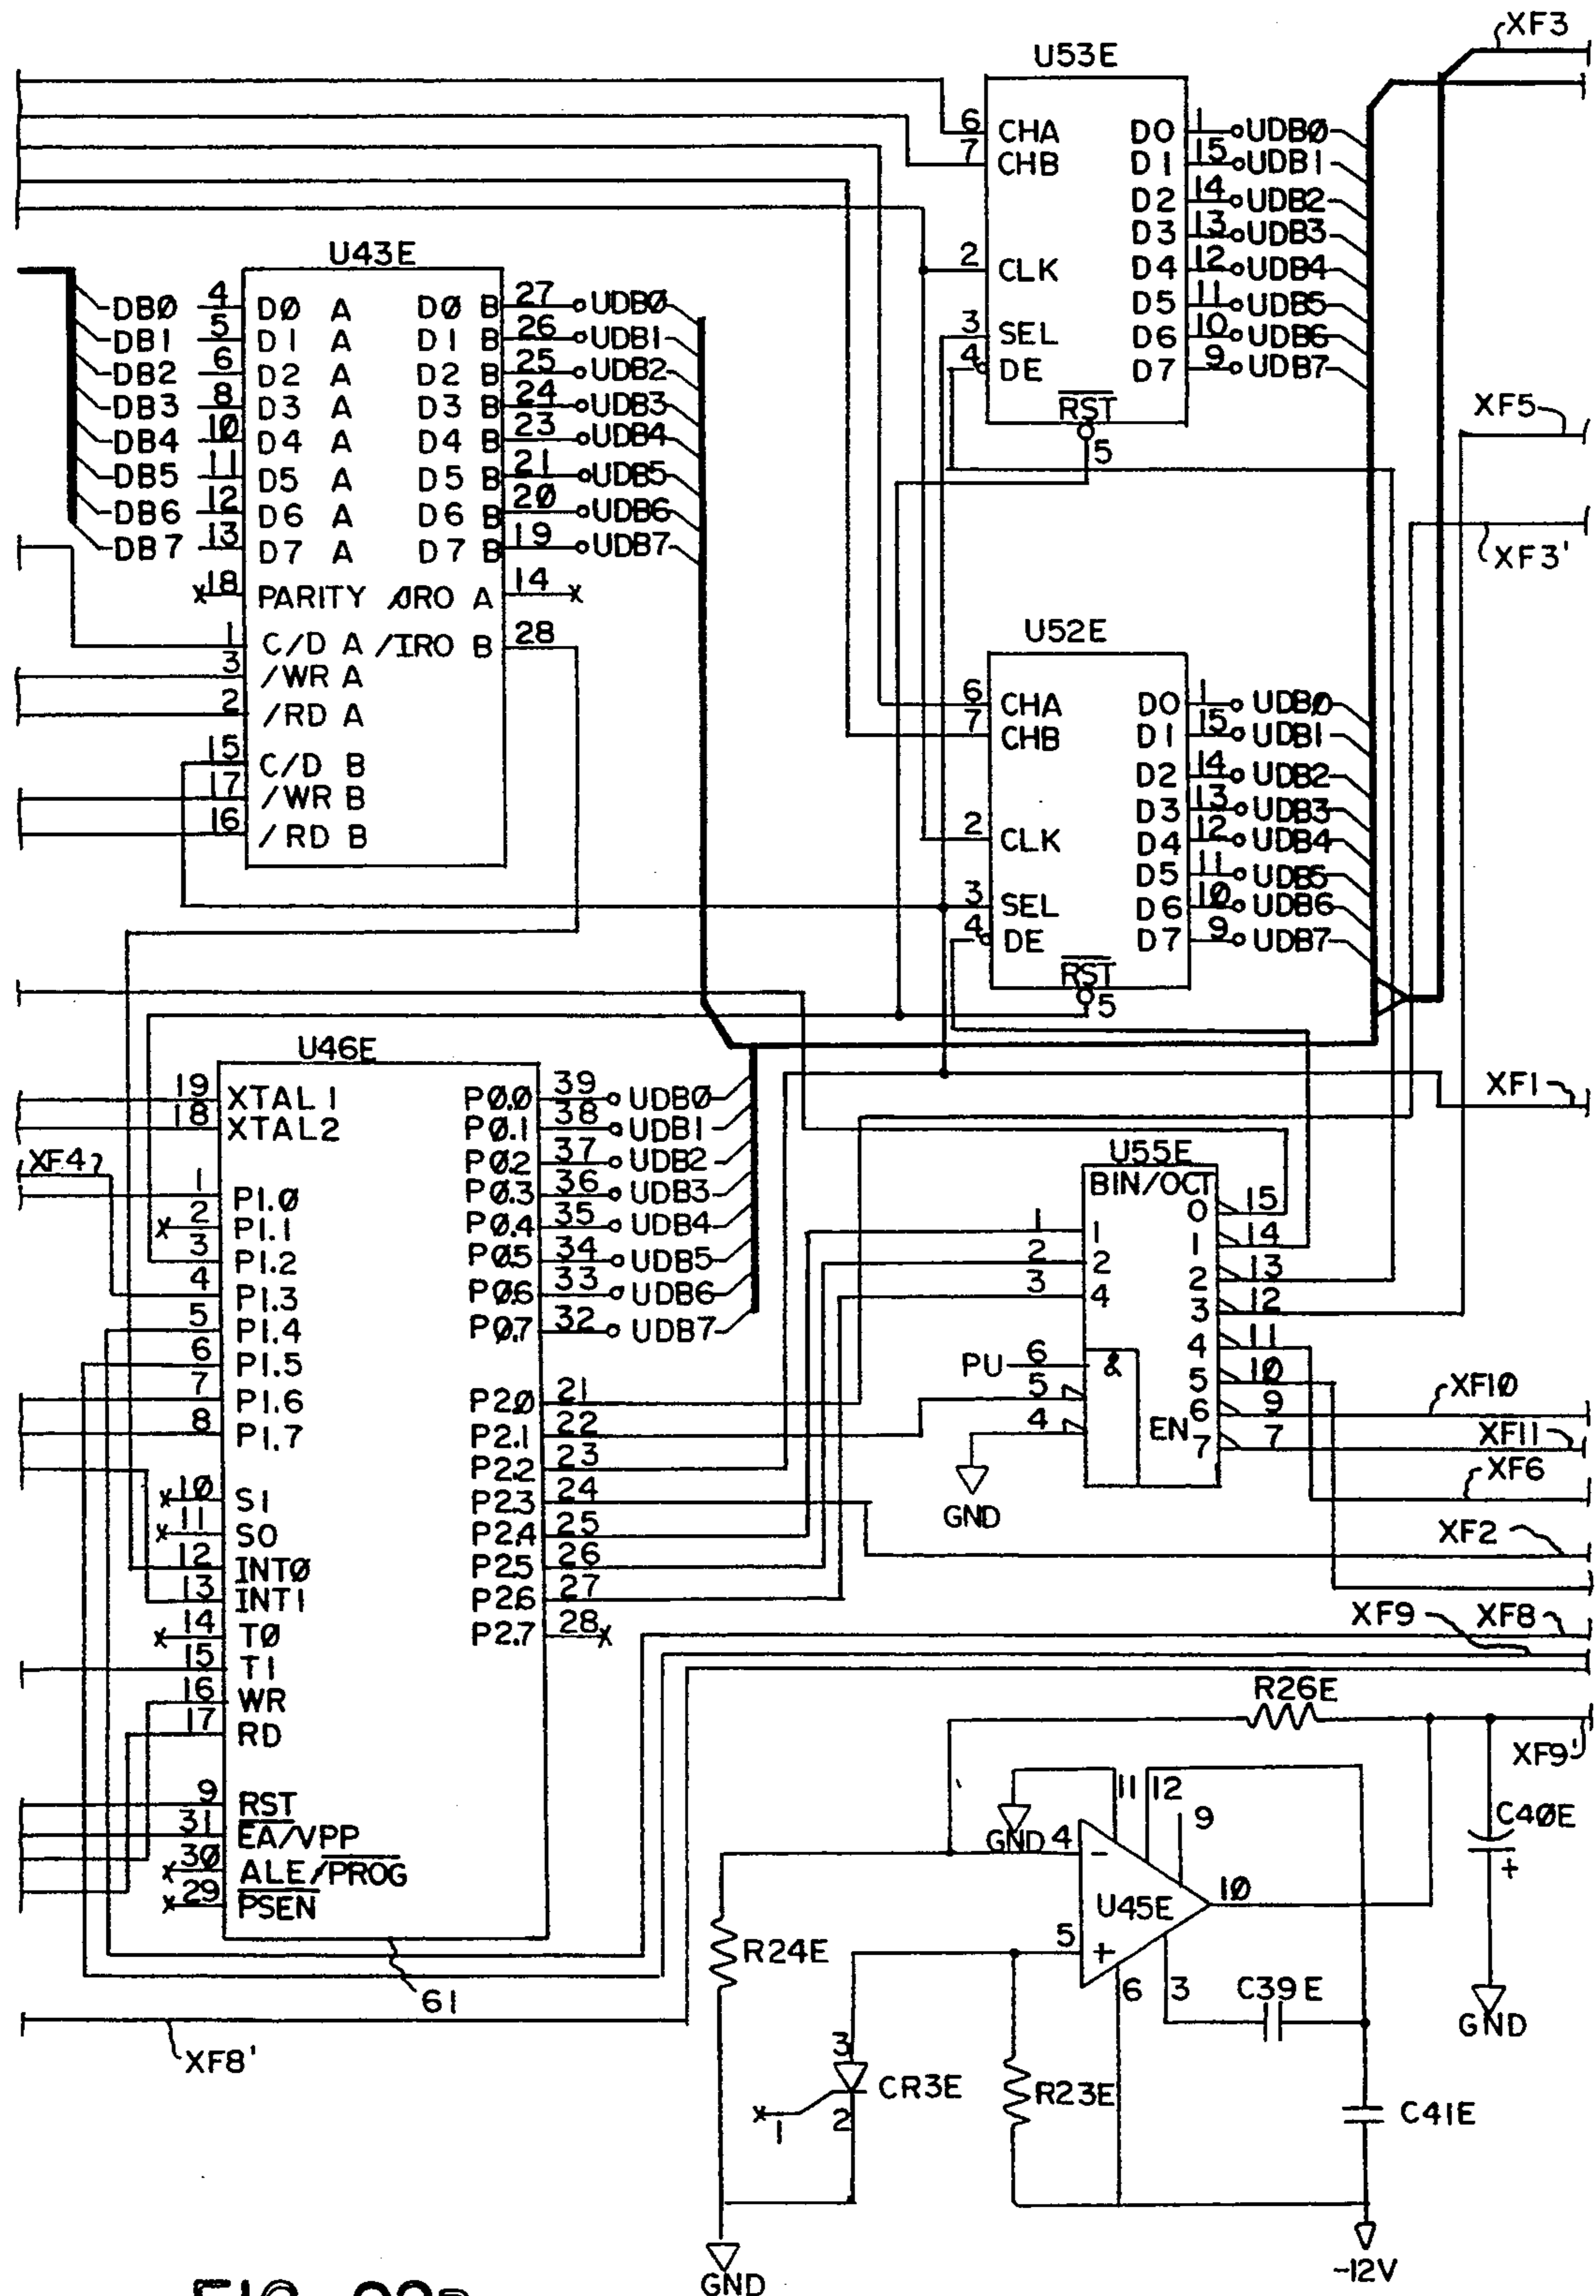 XF3
U53E
6 CHA D0 1 UDBØ
7 CHB D1 15 UDB1
D2 14 UDB2
D3 13 UDB3
2 CLK D4 12 UDB4
D5 11 UDB5
3 SEL D6 10 UDB6
4 DE D7 9 UDB7
RST
5
U43E
DBØ 4 DØ A DØ B 27 UDBØ
DB1 5 D1 A D1 B 26 UDB1
DB2 6 D2 A D2 B 25 UDB2
DB3 8 D3 A D3 B 24 UDB3
DB4 1Ø D4 A D4 B 23 UDB4
DB5 11 D5 A D5 B 21 UDB5
DB6 12 D6 A D6 B 2Ø UDB6
DB7 13 D7 A D7 B 19 UDB7
18 PARITY /IRO A 14
1 C/D A /IRO B 28
3 /WR A
2 /RD A
15 C/D B
17 /WR B
16 /RD B
XF5
XF3'
U52E
6 CHA DO 1 UDBØ
7 CHB D1 15 UDB1
D2 14 UDB2
D3 13 UDB3
2 CLK D4 12 UDB4
D5 11 UDB5
3 SEL D6 1Ø UDB6
4 DE D7 9 UDB7
RST
5
U46E
19 XTAL1 PØ.Ø 39 UDBØ
18 XTAL2 PØ.1 38 UDB1
XF4 PØ.2 37 UDB2
1 P1.Ø PØ.3 36 UDB3
2 P1.1 PØ.4 35 UDB4
3 P1.2 PØ.5 34 UDB5
4 P1.3 PØ.6 33 UDB6
5 P1.4 PØ.7 32 UDB7
6 P1.5
7 P1.6 P2.Ø 21
8 P1.7 P2.1 22
P2.2 23
10 S1 P2.3 24
11 SO P2.4 25
12 INTØ P2.5 26
13 INT1 P2.6 27
14 TØ P2.7 28
15 T1
16 WR
17 RD
9 RST
31 EA/VPP
3Ø ALE/PROG
29 PSEN
61
XF8'
XF1
U55E
BIN/OCT
1 1 0 15
2 2 1 14
3 4 2 13
3 12
4 11
PU 6 & 5 1Ø
5 6 9 XF1Ø
4 EN 7 7 XF11
GND
XF6
XF2
XF9 XF8
R26E
XF9'
11 12 9
GND 4 −
U45E 10
5 +
6 3
C4ØE
+
GND
R24E
C39E
3
CR3E
1 2
R23E
C41E
GND
-12V